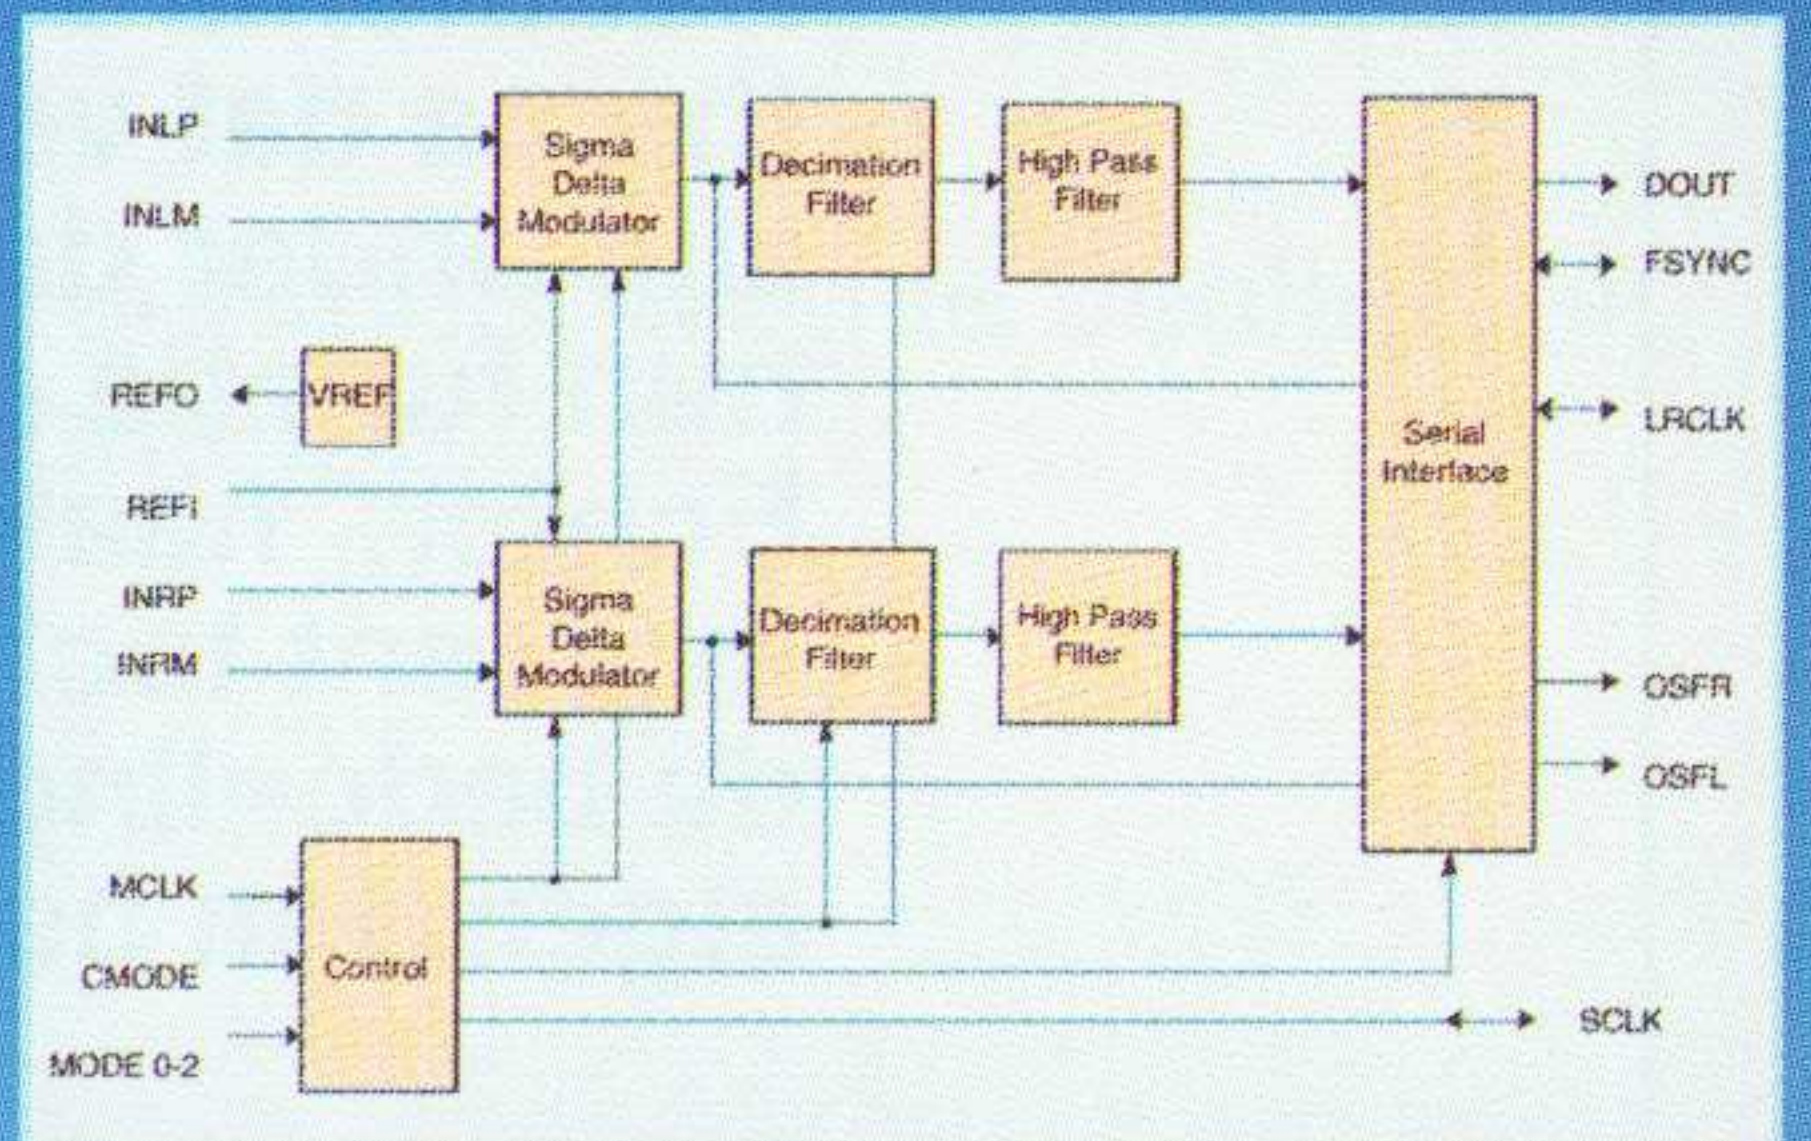 INLP
INLM
REFO
REFI
INRP
INRM
MCLK
CMODE
MODE 0-2
VREF
Control
Sigma
Delta
Modulator
Decimation
Filter
High Pass
Filter
Sigma
Delta
Modulator
Decimation
Filter
High Pass
Filter
Serial
Interface
DOUT
FSYNC
LRCLK
OSFR
OSFL
SCLK